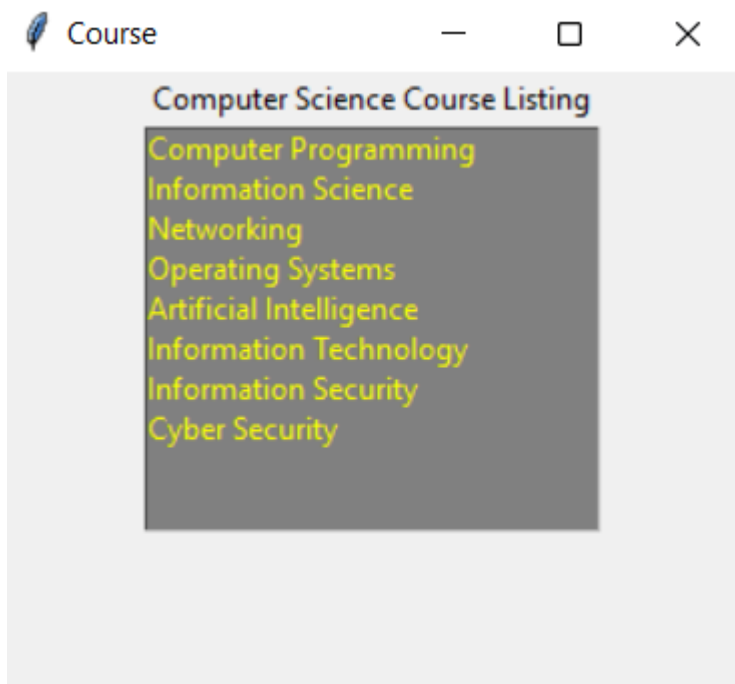 Course
Computer Science Course Listing
Computer Programming
Information Science
Networking
Operating Systems
Artificial Intelligence
Information Technology
Information Security
Cyber Security